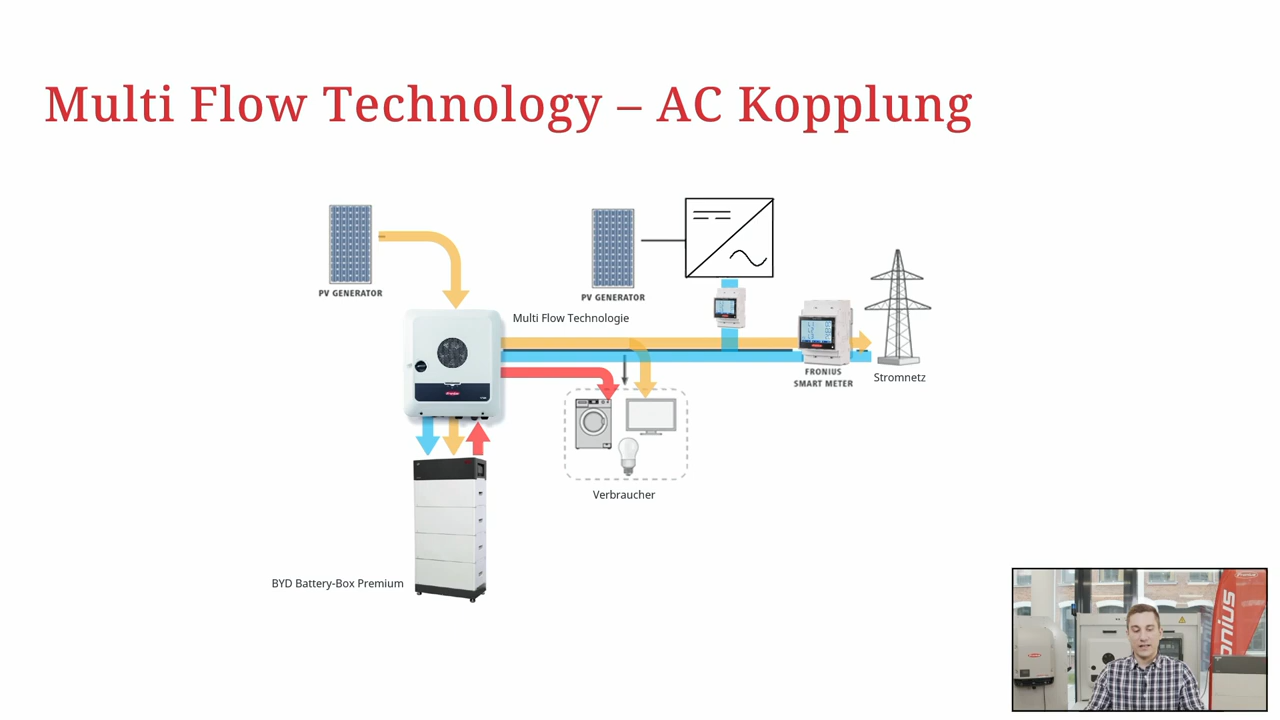 Multi Flow Technology – AC Kopplung
PV GENERATOR
PV GENERATOR
Multi Flow Technologie
FRONIUS
SMART METER
Stromnetz
Verbraucher
BYD Battery-Box Premium